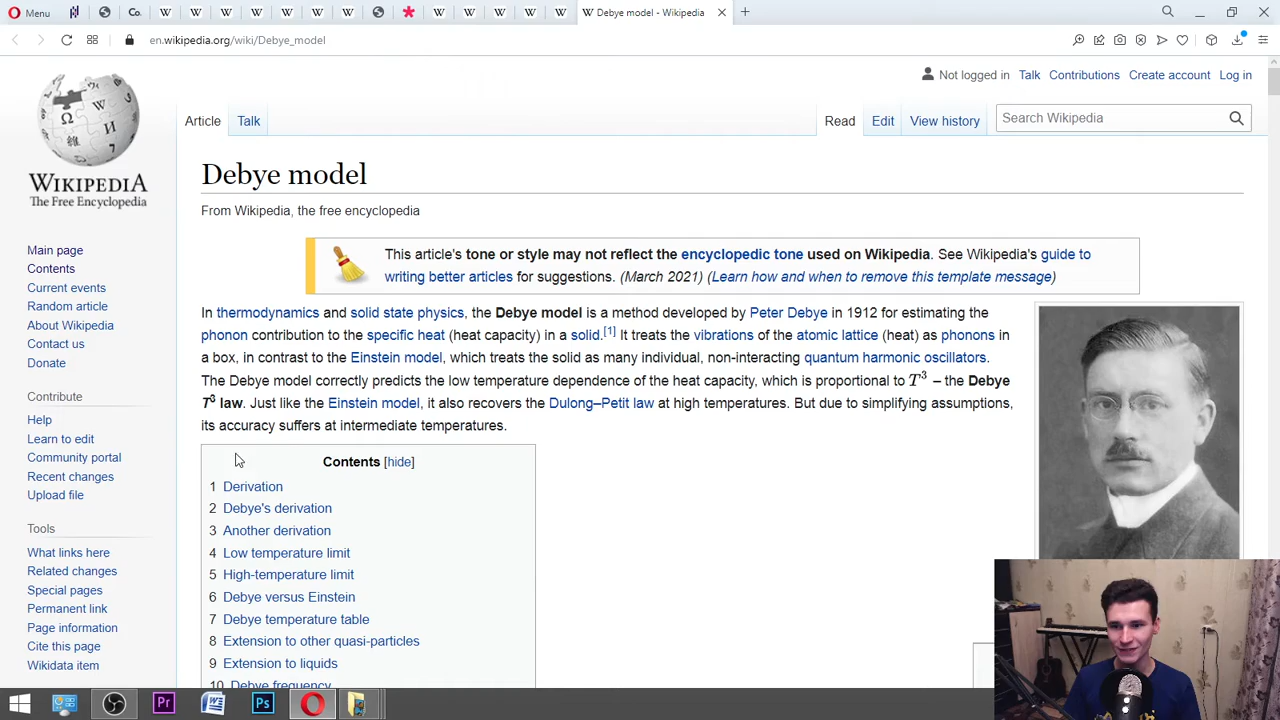 Menu
Co.
Debye model - Wikipedia
en.wikipedia.org/wiki/Debye_model
Not logged in Talk Contributions Create account Log in
Article Talk Read Edit View history Search Wikipedia
WIKIPEDIA
The Free Encyclopedia
Main page
Contents
Current events
Random article
About Wikipedia
Contact us
Donate
Contribute
Help
Learn to edit
Community portal
Recent changes
Upload file
Tools
What links here
Related changes
Special pages
Permanent link
Page information
Cite this page
Wikidata item
Debye model
From Wikipedia, the free encyclopedia
This article's tone or style may not reflect the encyclopedic tone used on Wikipedia. See Wikipedia's guide to
writing better articles for suggestions. (March 2021) (Learn how and when to remove this template message)
In thermodynamics and solid state physics, the Debye model is a method developed by Peter Debye in 1912 for estimating the
phonon contribution to the specific heat (heat capacity) in a solid.[1] It treats the vibrations of the atomic lattice (heat) as phonons in
a box, in contrast to the Einstein model, which treats the solid as many individual, non-interacting quantum harmonic oscillators.
The Debye model correctly predicts the low temperature dependence of the heat capacity, which is proportional to T³ – the Debye
T³ law. Just like the Einstein model, it also recovers the Dulong–Petit law at high temperatures. But due to simplifying assumptions,
its accuracy suffers at intermediate temperatures.
Contents [hide]
1 Derivation
2 Debye's derivation
3 Another derivation
4 Low temperature limit
5 High-temperature limit
6 Debye versus Einstein
7 Debye temperature table
8 Extension to other quasi-particles
9 Extension to liquids
10 Debye frequency
Pr
W
Ps